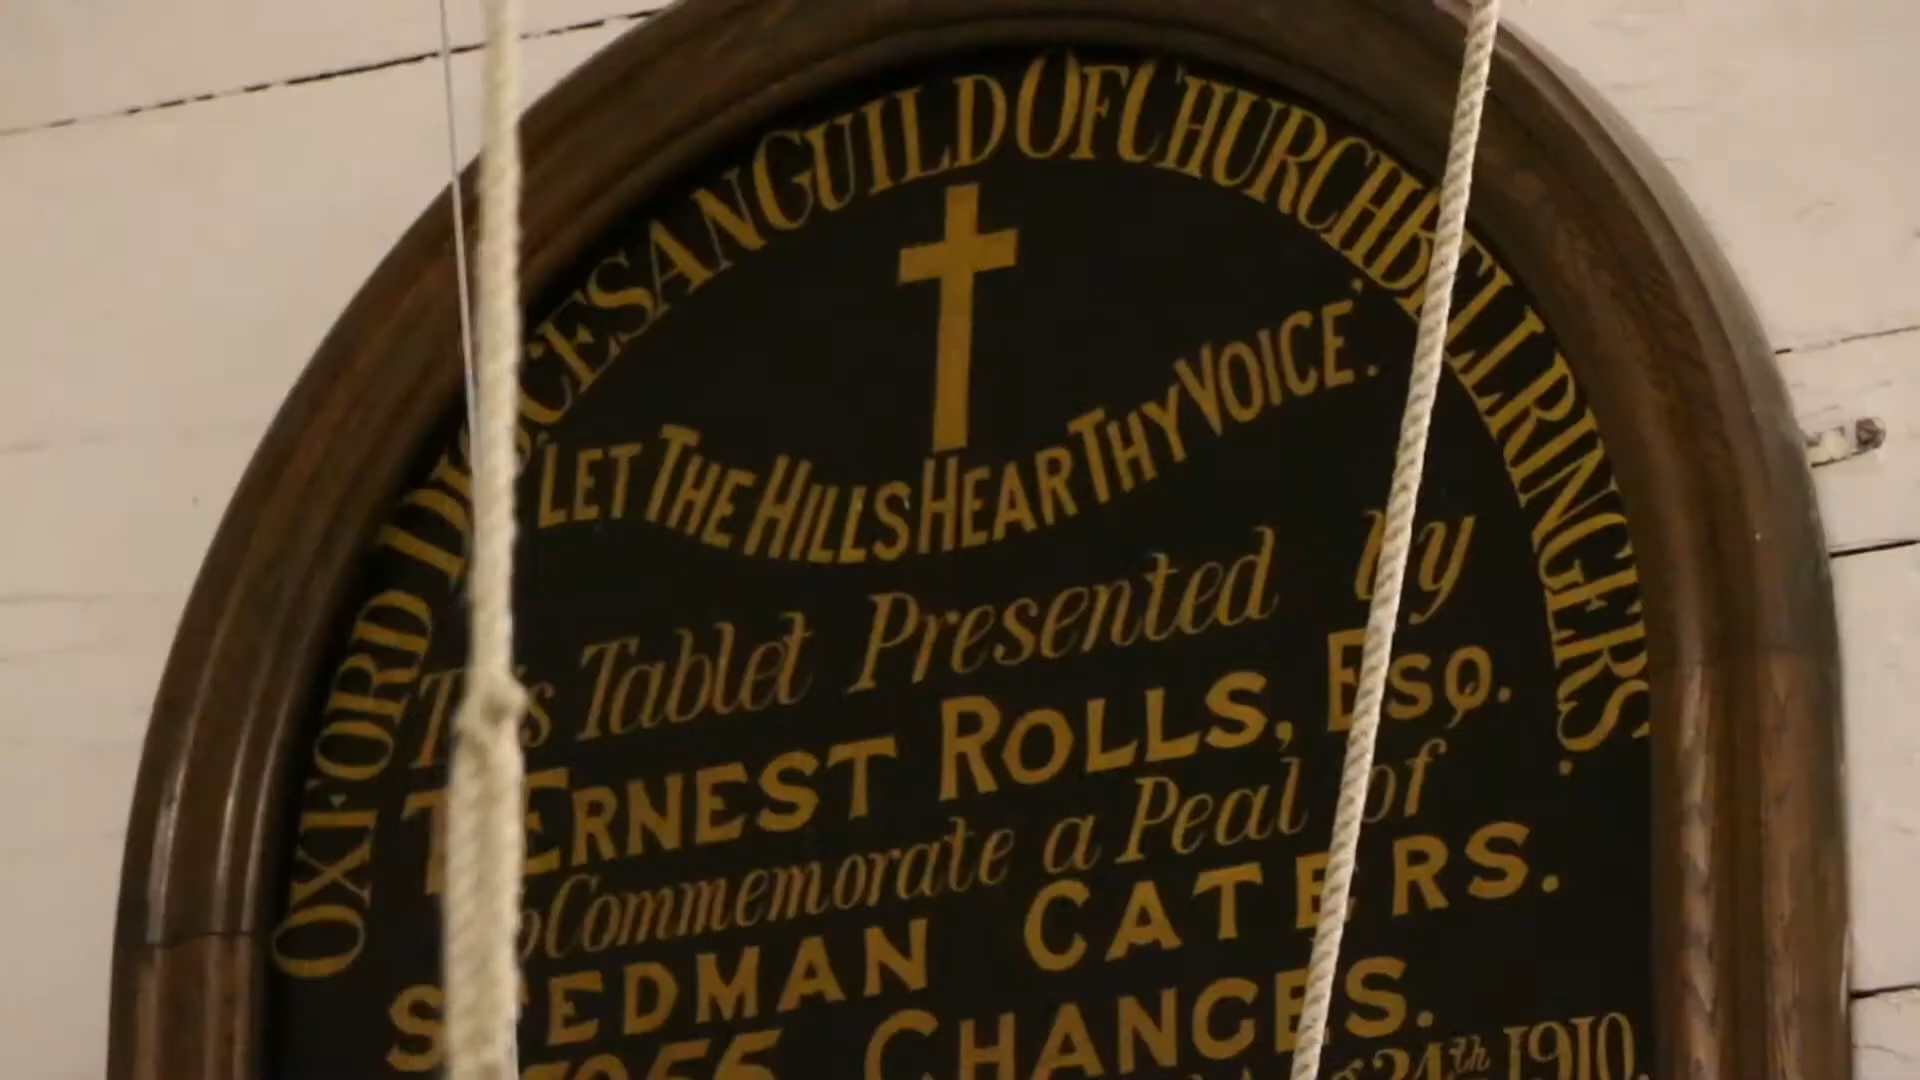 OXFORD DIOCESAN GUILD OF CHURCH BELL RINGERS.
"LET THE HILLS HEAR THY VOICE."
This Tablet Presented by
ERNEST ROLLS, ESQ.
To Commemorate a Peal of
STEDMAN CATERS.
CHANGES.
24th 1910.